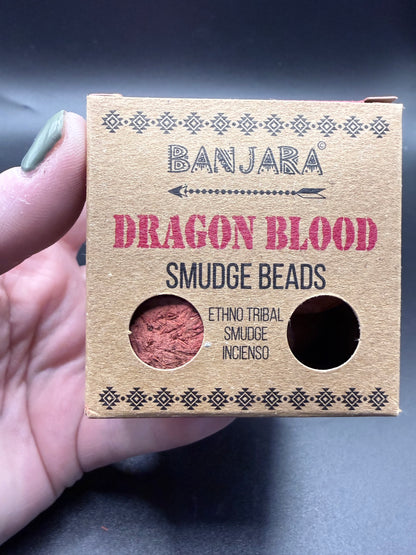 BANJARA©
DRAGON BLOOD
SMUDGE BEADS
ETHNO TRIBAL
SMUDGE
INCIENSO